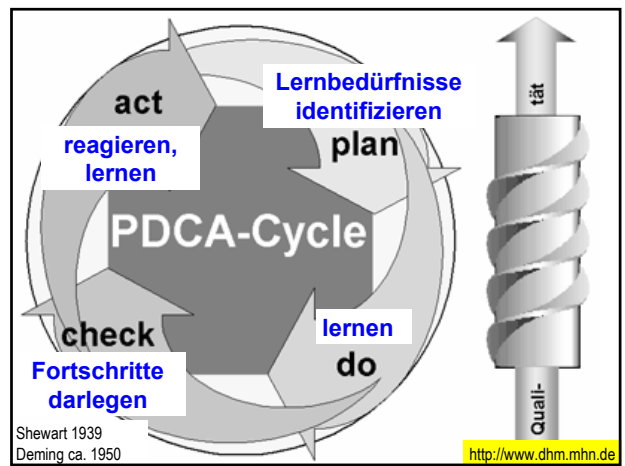 act
reagieren,
lernen
Lernbedürfnisse
identifizieren
plan
PDCA-Cycle
check
Fortschritte
darlegen
lernen
do
Quali-
tät
Shewart 1939
Deming ca. 1950
http://www.dhm.mhn.de